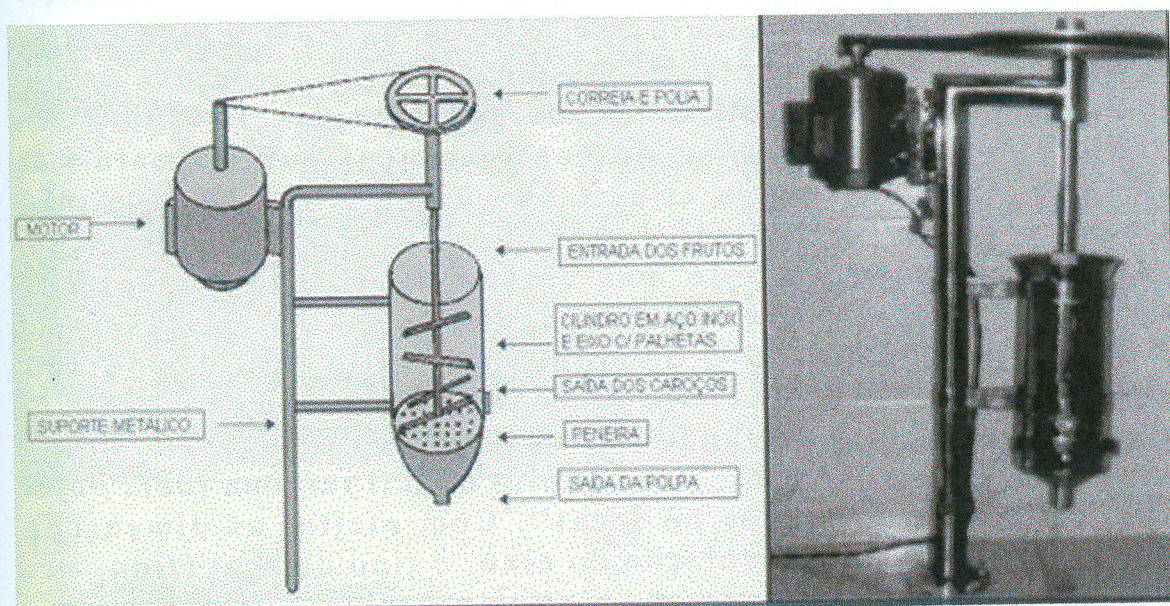 CORREIA E POLIA
MOTOR
ENTRADA DOS FRUTOS
CILINDRO EM AÇO INOX
E EIXO C/ PALHETAS
SAÍDA DOS CAROÇOS
SUPORTE METÁLICO
PENEIRA
SAÍDA DA POLPA